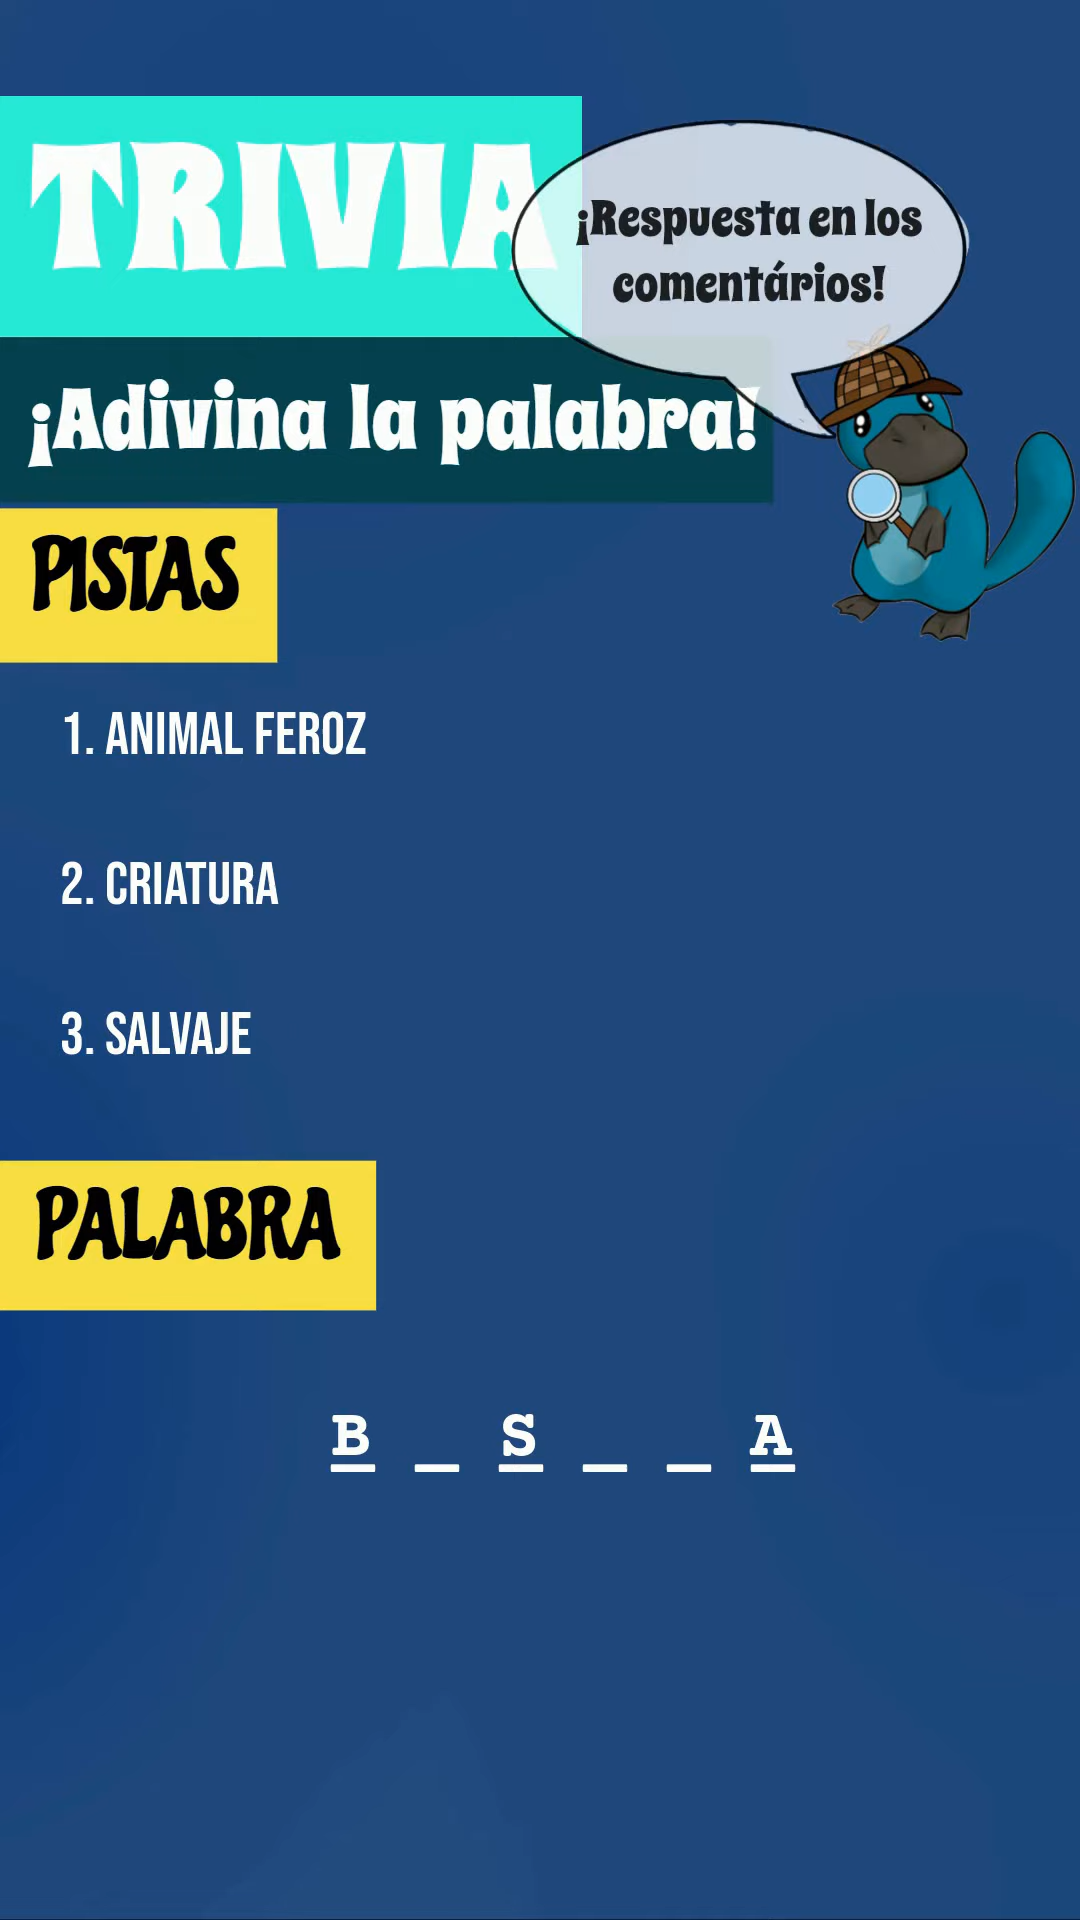 TRIVIA
¡Respuesta en los
comentários!
¡Adivina la palabra!
PISTAS
1. ANIMAL FEROZ
2. CRIATURA
3. SALVAJE
PALABRA
B _ S _ _ A